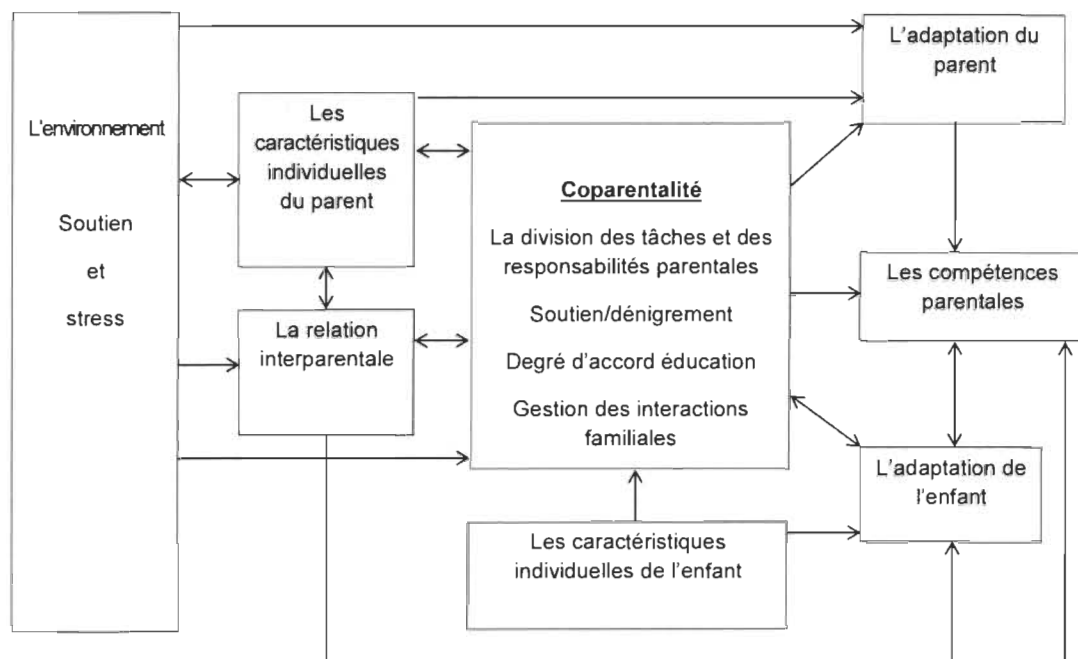 L'environnement
Soutien
et
stress
Les
caractéristiques
individuelles
du parent
La relation
interparentale
Coparentalité
La division des tâches et des
responsabilités parentales
Soutien/dénigrement
Degré d'accord éducation
Gestion des interactions
familiales
Les caractéristiques
individuelles de l'enfant
L'adaptation du
parent
Les compétences
parentales
L'adaptation de
l'enfant